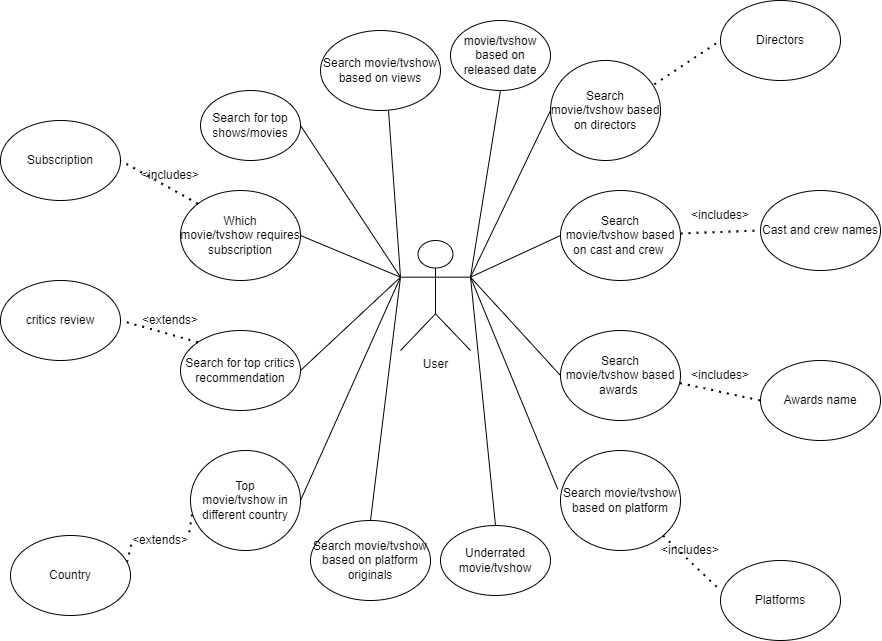 Directors
movie/tvshow
based on
released date
Search movie/tvshow
based on views
Search
movie/tvshow based
on directors
Search for top
shows/movies
Subscription
<includes>
Which
movie/tvshow requires
subscription
Search
movie/tvshow based
on cast and crew
<includes>
Cast and crew names
critics review
<extends>
Search for top critics
recommendation
User
Search
movie/tvshow based
awards
<includes>
Awards name
Top
movie/tvshow in
different country
<extends>
Country
Search movie/tvshow
based on platform
originals
Underrated
movie/tvshow
Search movie/tvshow
based on platform
<includes>
Platforms